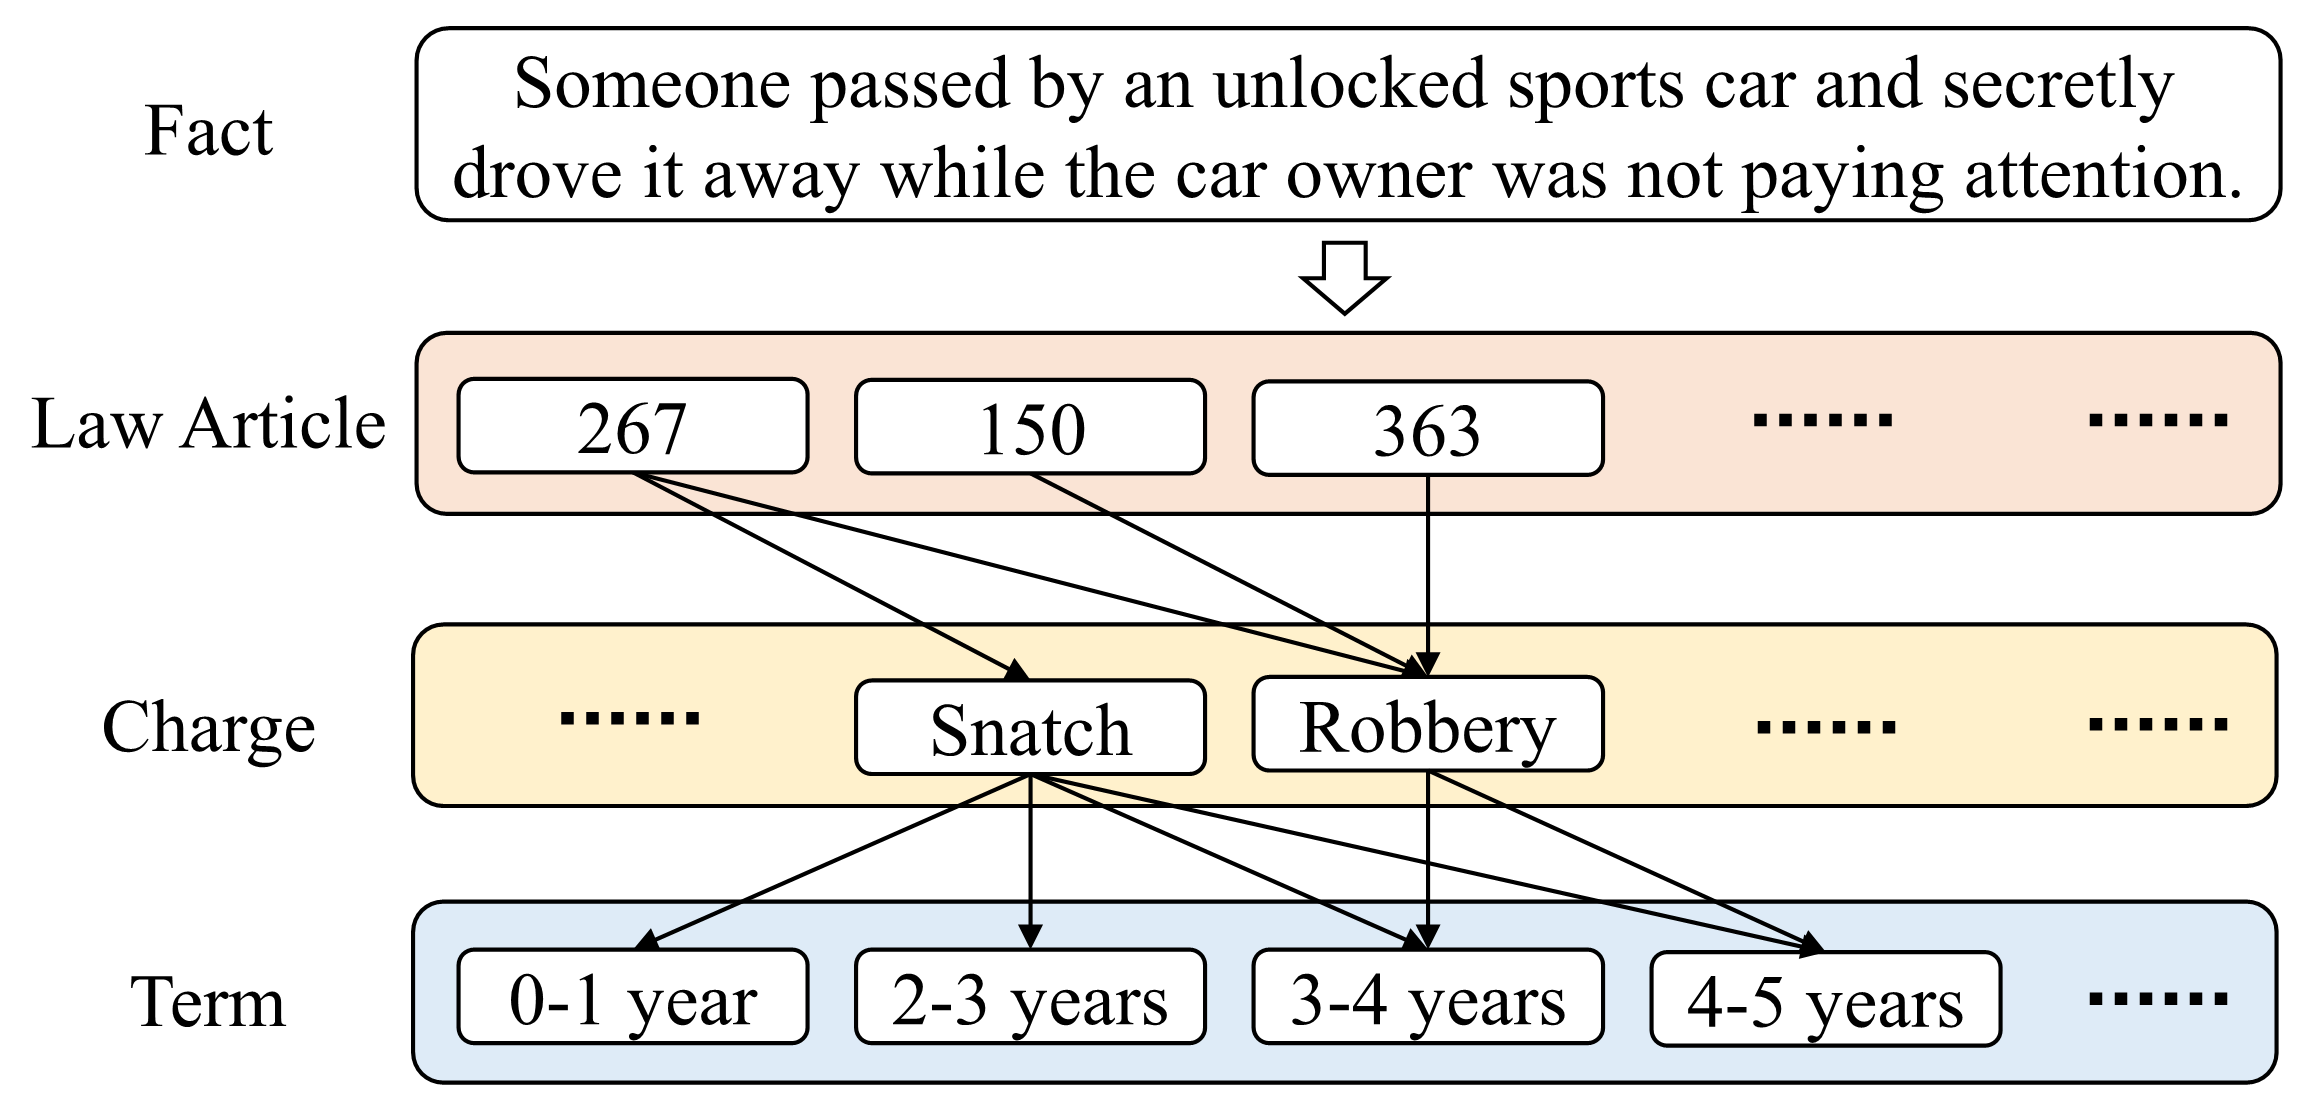 Fact
Someone passed by an unlocked sports car and secretly
drove it away while the car owner was not paying attention.
Law Article
267
150
363
......
......
Charge
......
Snatch
Robbery
......
......
Term
0-1 year
2-3 years
3-4 years
4-5 years
......